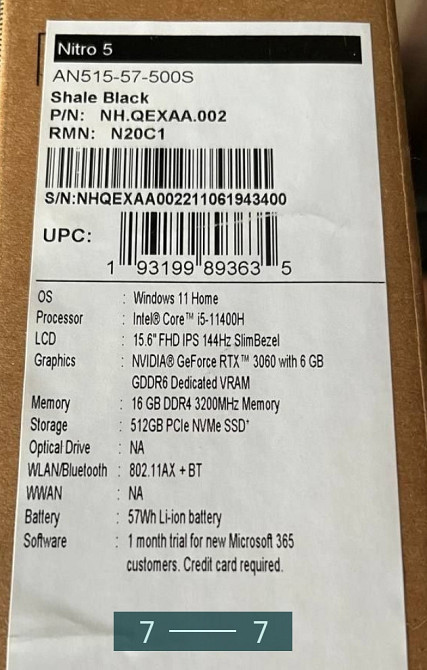 Nitro 5
AN515-57-500S
Shale Black
P/N: NH.QEXAA.002
RMN: N20C1
S/N:NHQEXAA002211061943400
UPC:
1 93199 89363 5
OS : Windows 11 Home
Processor : Intel® Core™ i5-11400H
LCD : 15.6" FHD IPS 144Hz SlimBezel
Graphics : NVIDIA® GeForce RTX™ 3060 with 6 GB
GDDR6 Dedicated VRAM
Memory : 16 GB DDR4 3200MHz Memory
Storage : 512GB PCIe NVMe SSD*
Optical Drive : NA
WLAN/Bluetooth : 802.11AX + BT
WWAN : NA
Battery : 57Wh Li-ion battery
Software : 1 month trial for new Microsoft 365
customers. Credit card required.
7 — 7